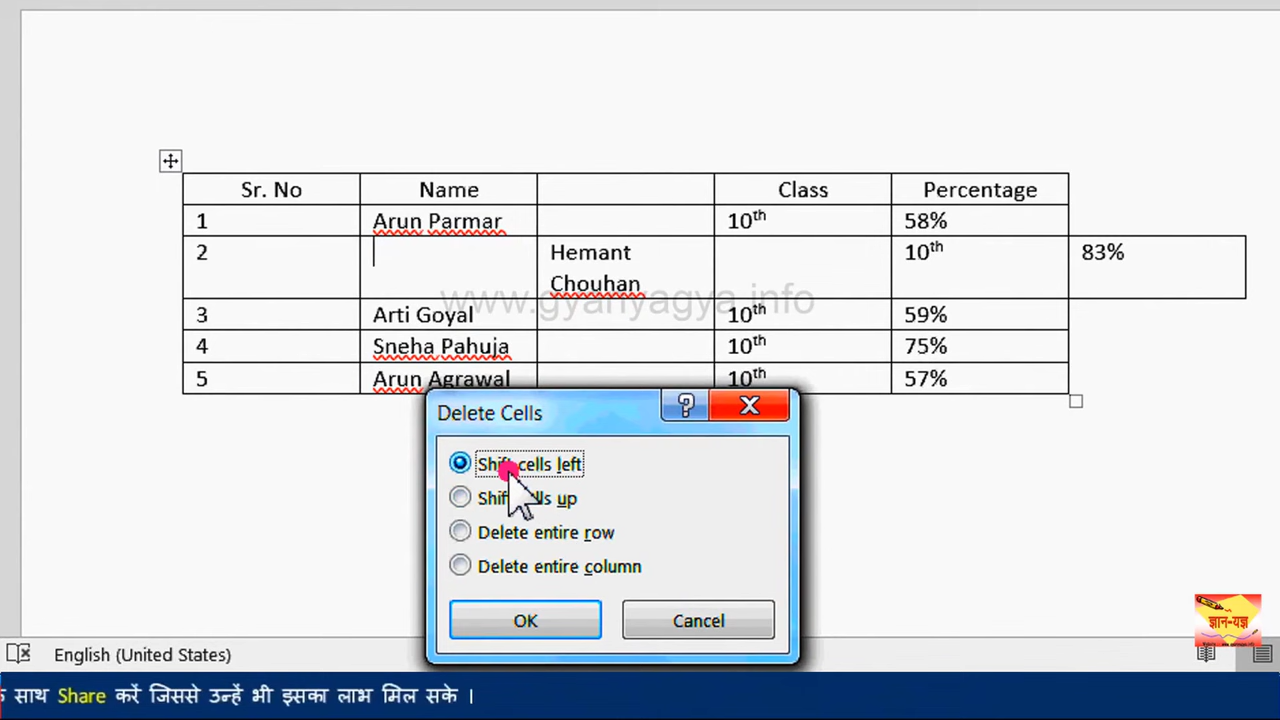 Sr. No Name Class Percentage
1 Arun Parmar 10th 58%
2 Hemant Chouhan 10th 83%
www.gyanyagya.info
3 Arti Goyal 10th 59%
4 Sneha Pahuja 10th 75%
5 Arun Agrawal 10th 57%
Delete Cells
Shift cells left
Shift cells up
Delete entire row
Delete entire column
OK Cancel
ज्ञान-यज्ञ
English (United States)
साथ Share करें जिससे उन्हें भी इसका लाभ मिल सके ।